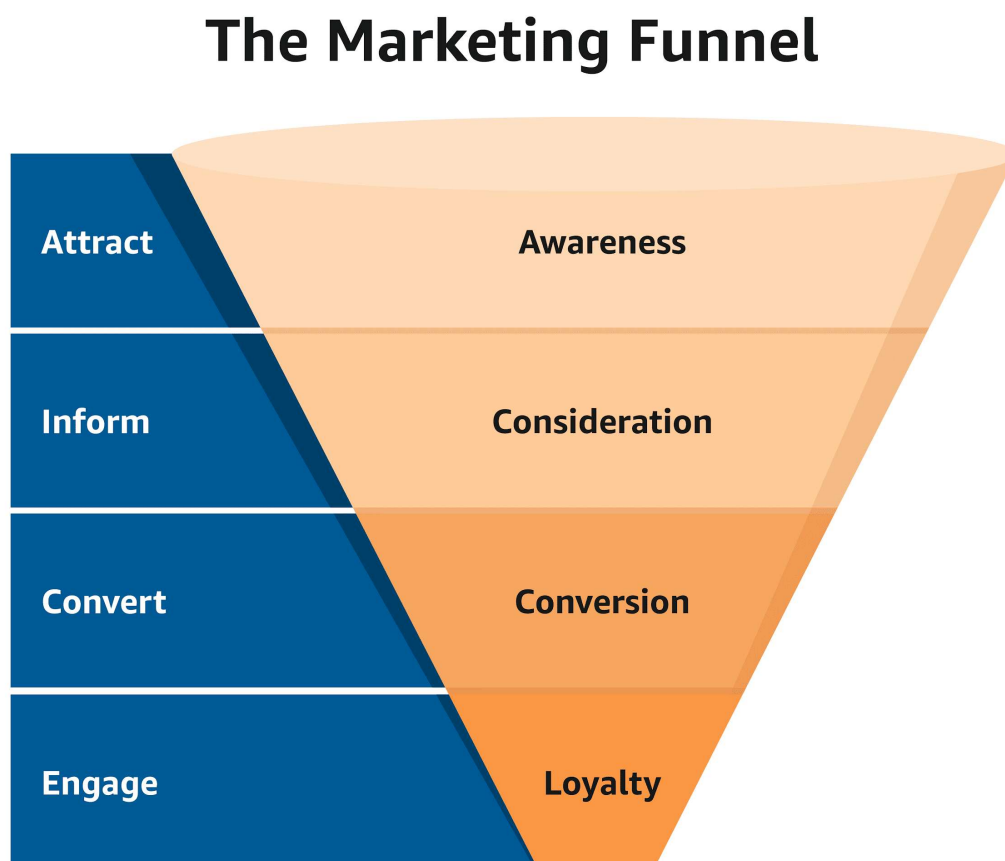 The Marketing Funnel
Attract Awareness
Inform Consideration
Convert Conversion
Engage Loyalty